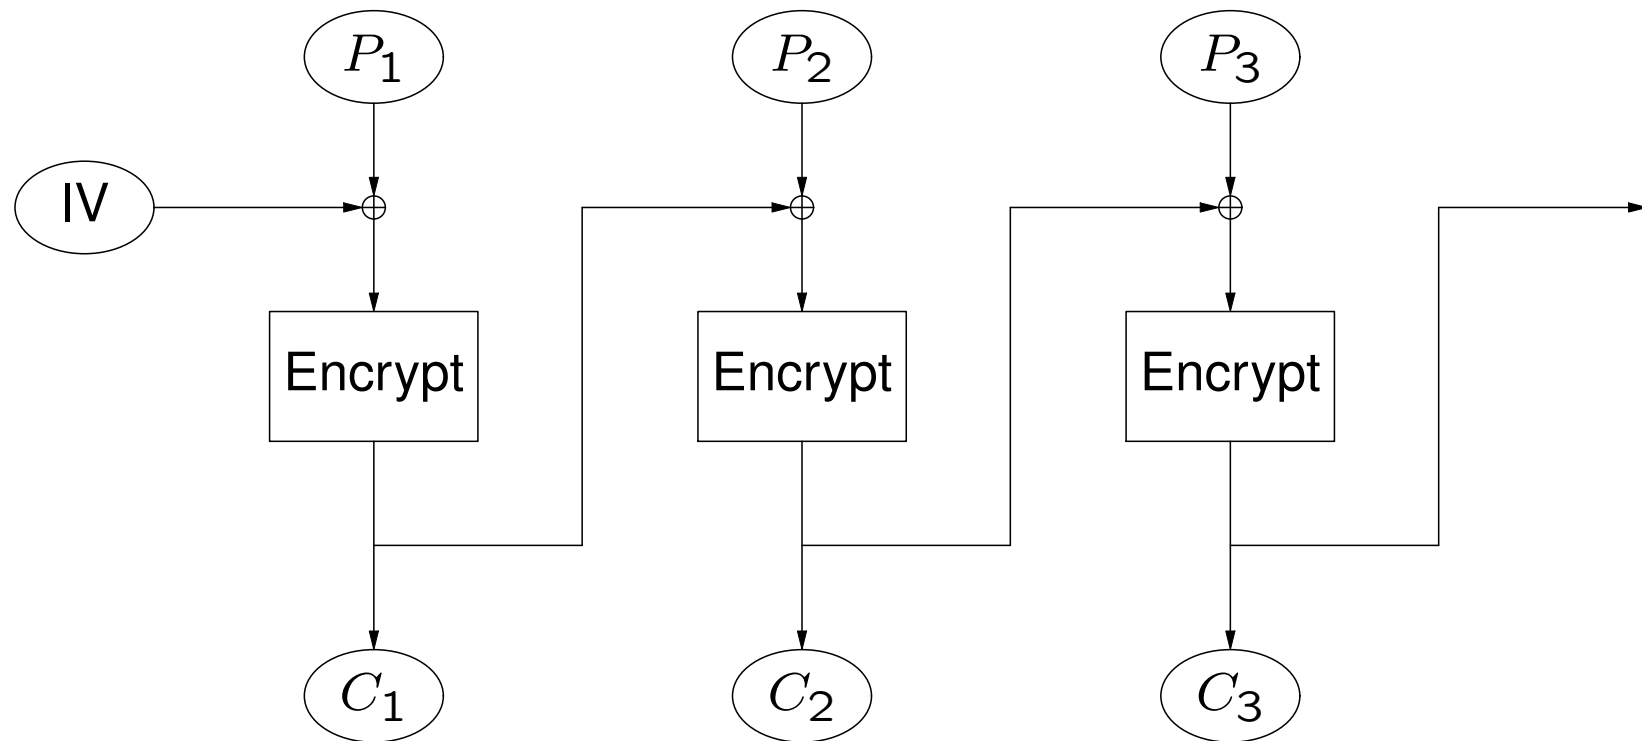 P₁ P₂ P₃
IV
Encrypt Encrypt Encrypt
C₁ C₂ C₃